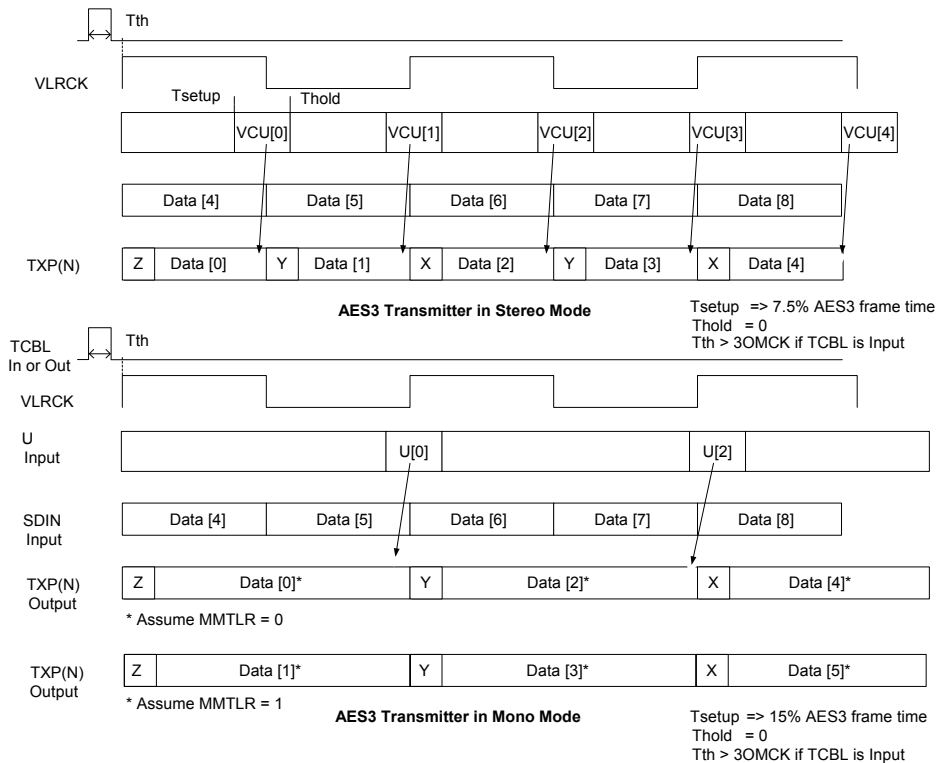 Tth
VLRCK
Tsetup Thold
VCU[0] VCU[1] VCU[2] VCU[3] VCU[4]
Data [4] Data [5] Data [6] Data [7] Data [8]
TXP(N) Z Data [0] Y Data [1] X Data [2] Y Data [3] X Data [4]
AES3 Transmitter in Stereo Mode
Tsetup => 7.5% AES3 frame time
Thold = 0
Tth > 3OMCK if TCBL is Input
TCBL
In or Out
Tth
VLRCK
U
Input
U[0] U[2]
SDIN
Input
Data [4] Data [5] Data [6] Data [7] Data [8]
TXP(N)
Output
Z Data [0]* Y Data [2]* X Data [4]*
* Assume MMTLR = 0
TXP(N)
Output
Z Data [1]* Y Data [3]* X Data [5]*
* Assume MMTLR = 1
AES3 Transmitter in Mono Mode
Tsetup => 15% AES3 frame time
Thold = 0
Tth > 3OMCK if TCBL is Input